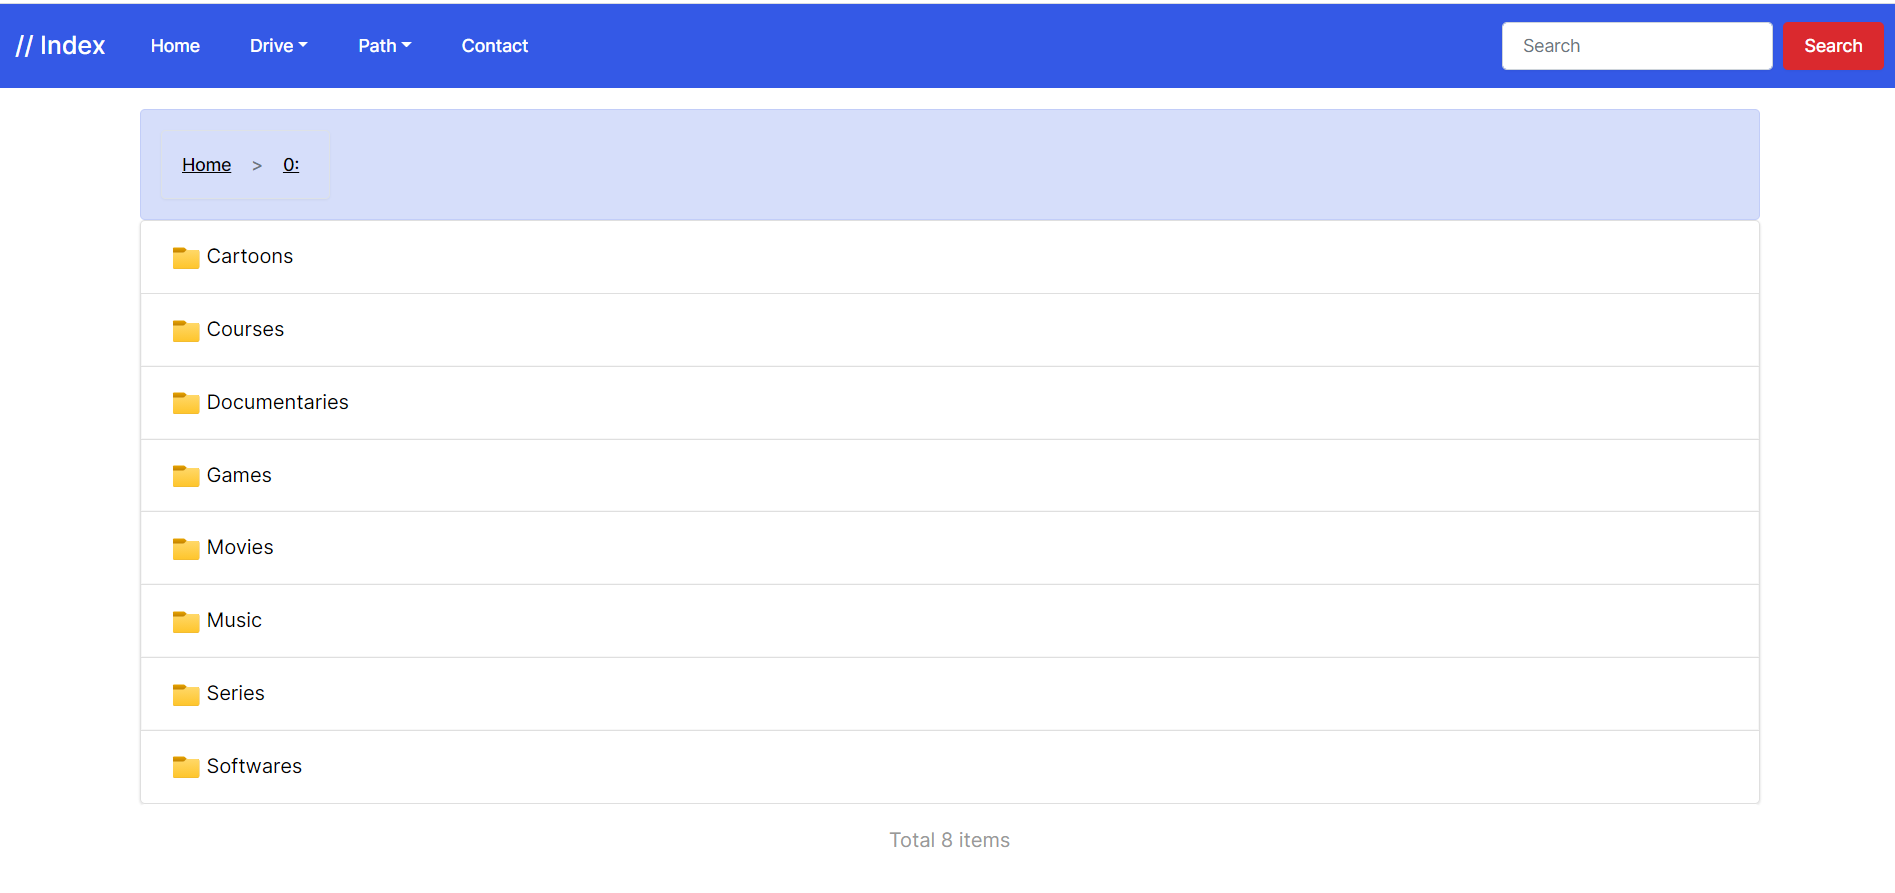 // Index Home Drive Path Contact Search Search
Home > 0:
Cartoons
Courses
Documentaries
Games
Movies
Music
Series
Softwares
Total 8 items